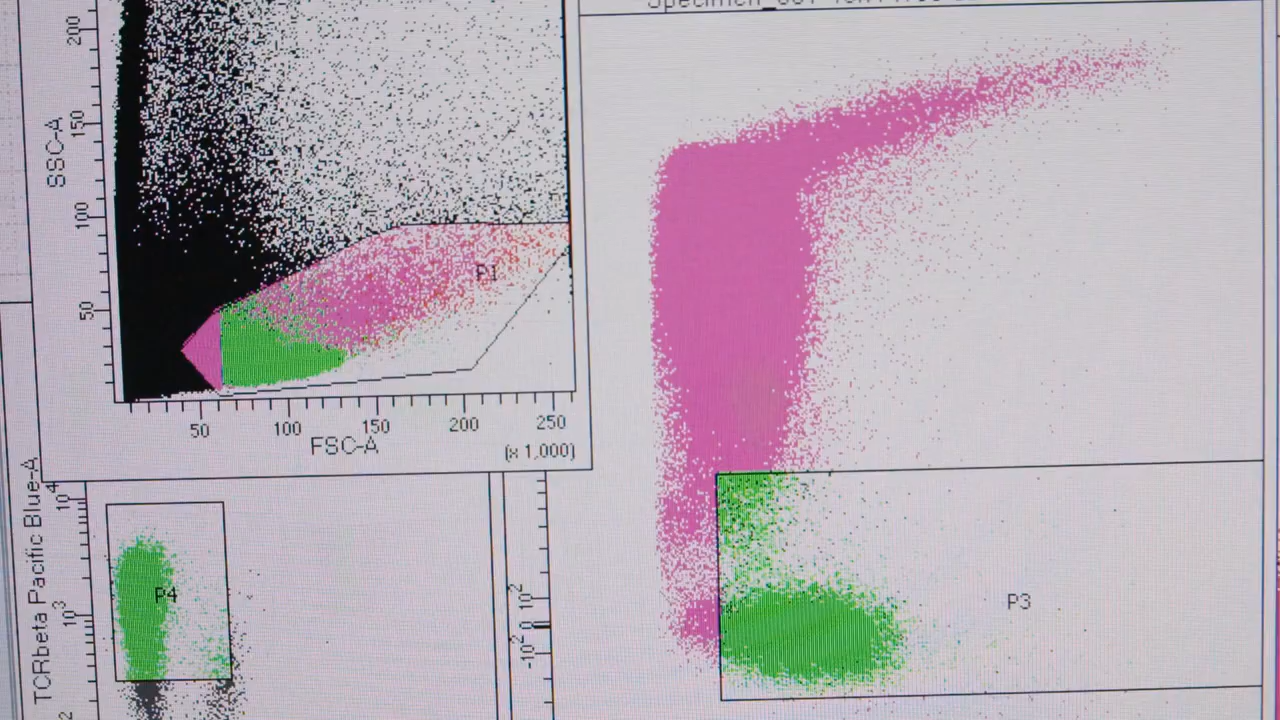 200
150
100
50
SSC-A
P1
50 100 150 200 250
FSC-A
(x 1,000)
TCRbeta Pacific Blue-A
10^4
10^3
P4
10^2
0
-10^2
P3